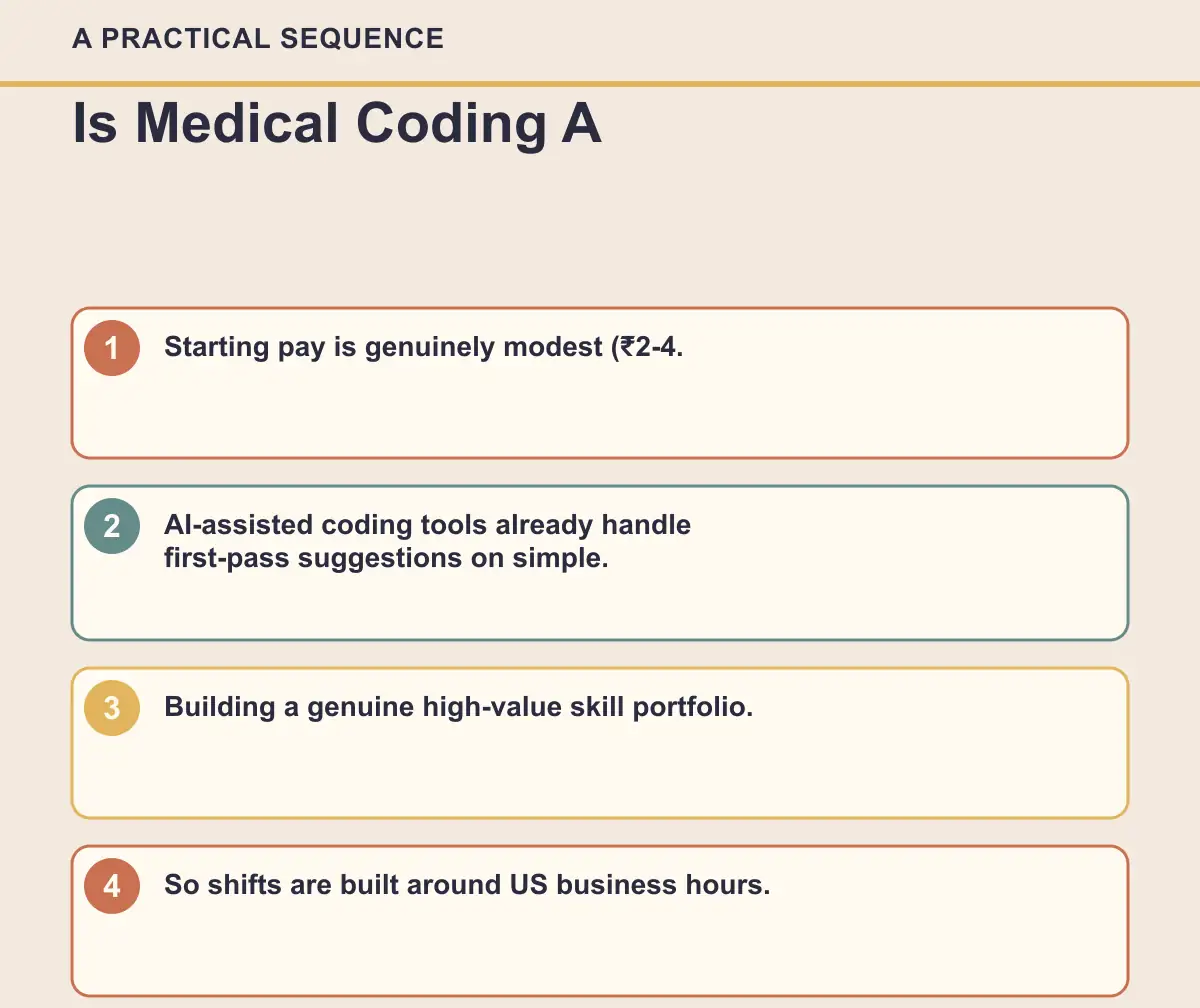 A PRACTICAL SEQUENCE
Is Medical Coding A
1
Starting pay is genuinely modest (₹2-4.
2
AI-assisted coding tools already handle
first-pass suggestions on simple.
3
Building a genuine high-value skill portfolio.
4
So shifts are built around US business hours.